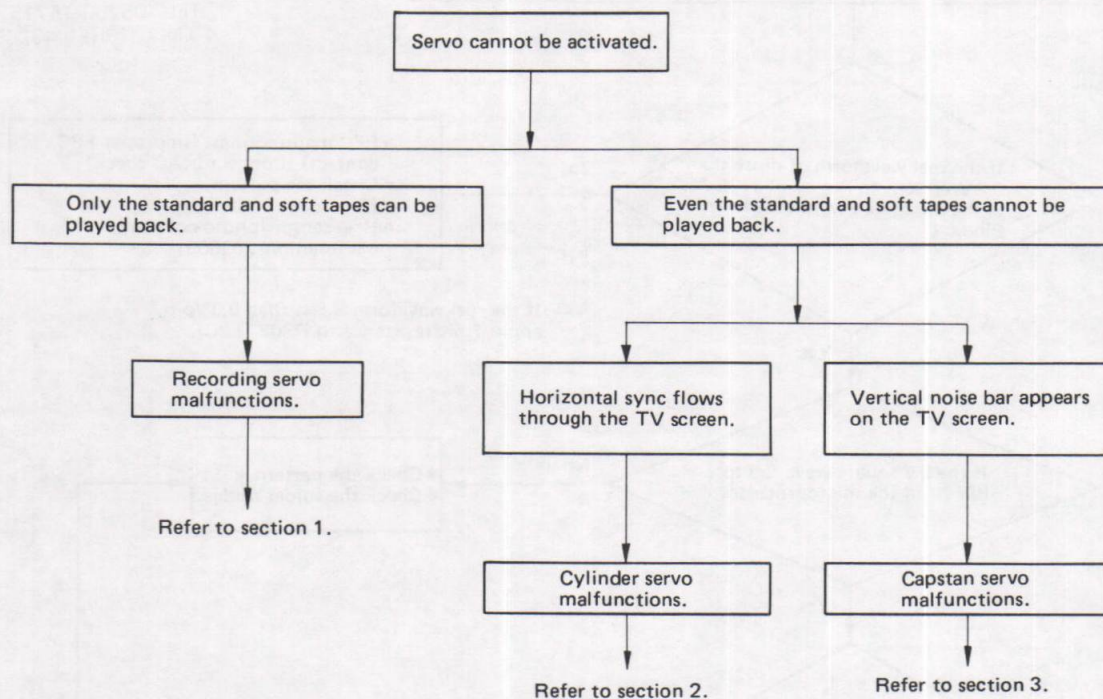 Servo cannot be activated.
Only the standard and soft tapes can be
played back.
Even the standard and soft tapes cannot be
played back.
Recording servo
malfunctions.
Horizontal sync flows
through the TV screen.
Vertical noise bar appears
on the TV screen.
Refer to section 1.
Cylinder servo
malfunctions.
Capstan servo
malfunctions.
Refer to section 2.
Refer to section 3.